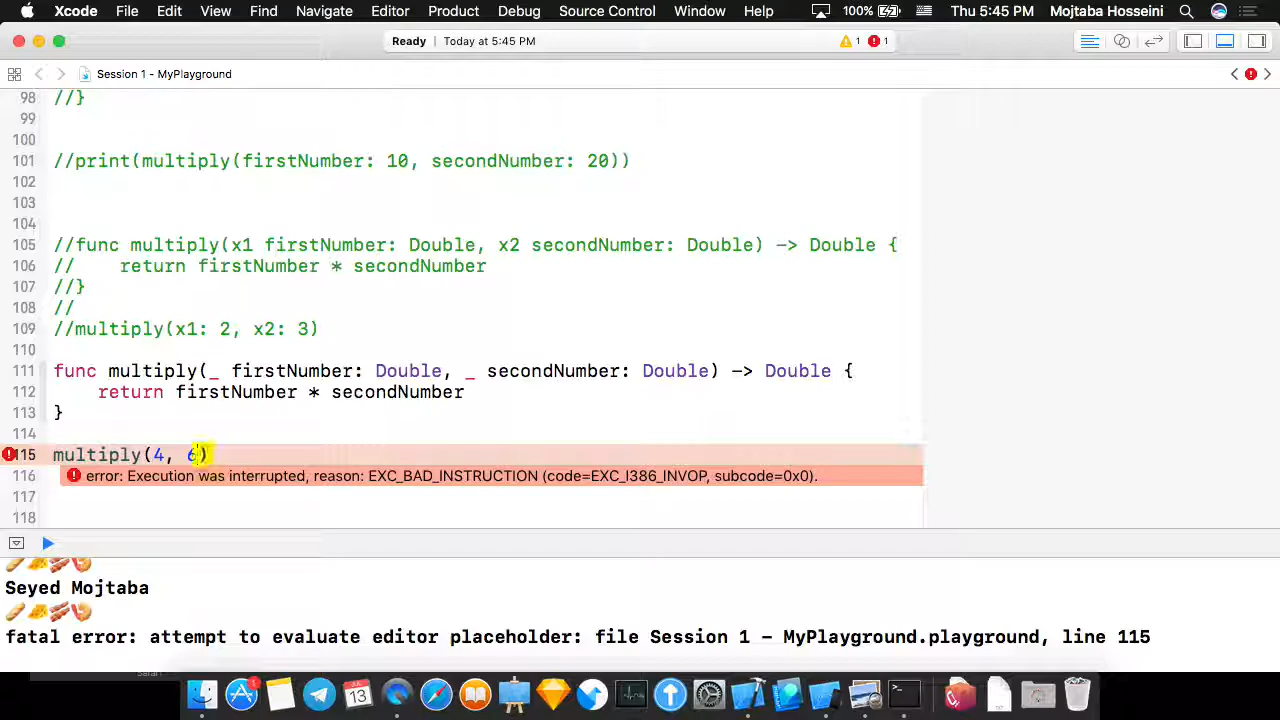 Xcode File Edit View Find Navigate Editor Product Debug Source Control Window Help 100% Thu 5:45 PM Mojtaba Hosseini
Ready | Today at 5:45 PM 1 1
Session 1 - MyPlayground
98 //}
99
100
101 //print(multiply(firstNumber: 10, secondNumber: 20))
102
103
104
105 //func multiply(x1 firstNumber: Double, x2 secondNumber: Double) -> Double {
106 // return firstNumber * secondNumber
107 //}
108 //
109 //multiply(x1: 2, x2: 3)
110
111 func multiply(_ firstNumber: Double, _ secondNumber: Double) -> Double {
112 return firstNumber * secondNumber
113 }
114
115 multiply(4, 6)
116 error: Execution was interrupted, reason: EXC_BAD_INSTRUCTION (code=EXC_I386_INVOP, subcode=0x0).
117
118
Seyed Mojtaba
fatal error: attempt to evaluate editor placeholder: file Session 1 - MyPlayground.playground, line 115
Safari
1
JUL
13
>_